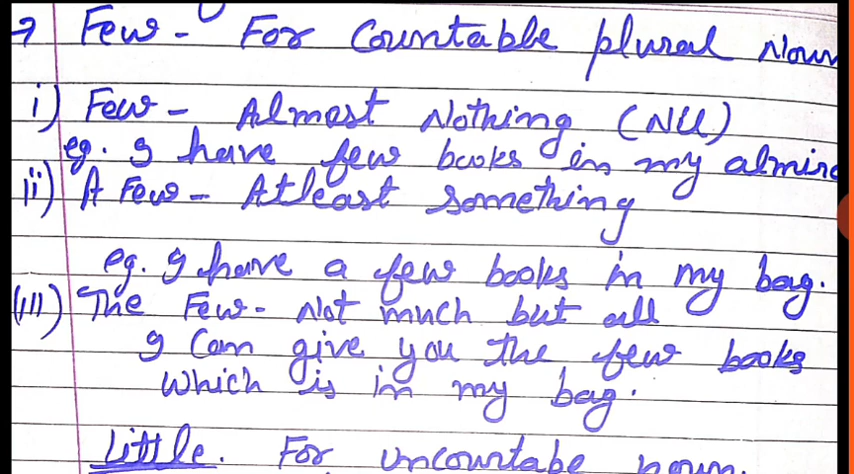 → Few - For Countable plural Noun
i) Few - Almost Nothing (Nil)
eg. I have few books in my almira
ii) A Few - Atleast something
eg. I have a few books in my bag.
(iii) The Few - Not much but all
I Can give you the few books
which is in my bag.
Little. For uncountabe noun.